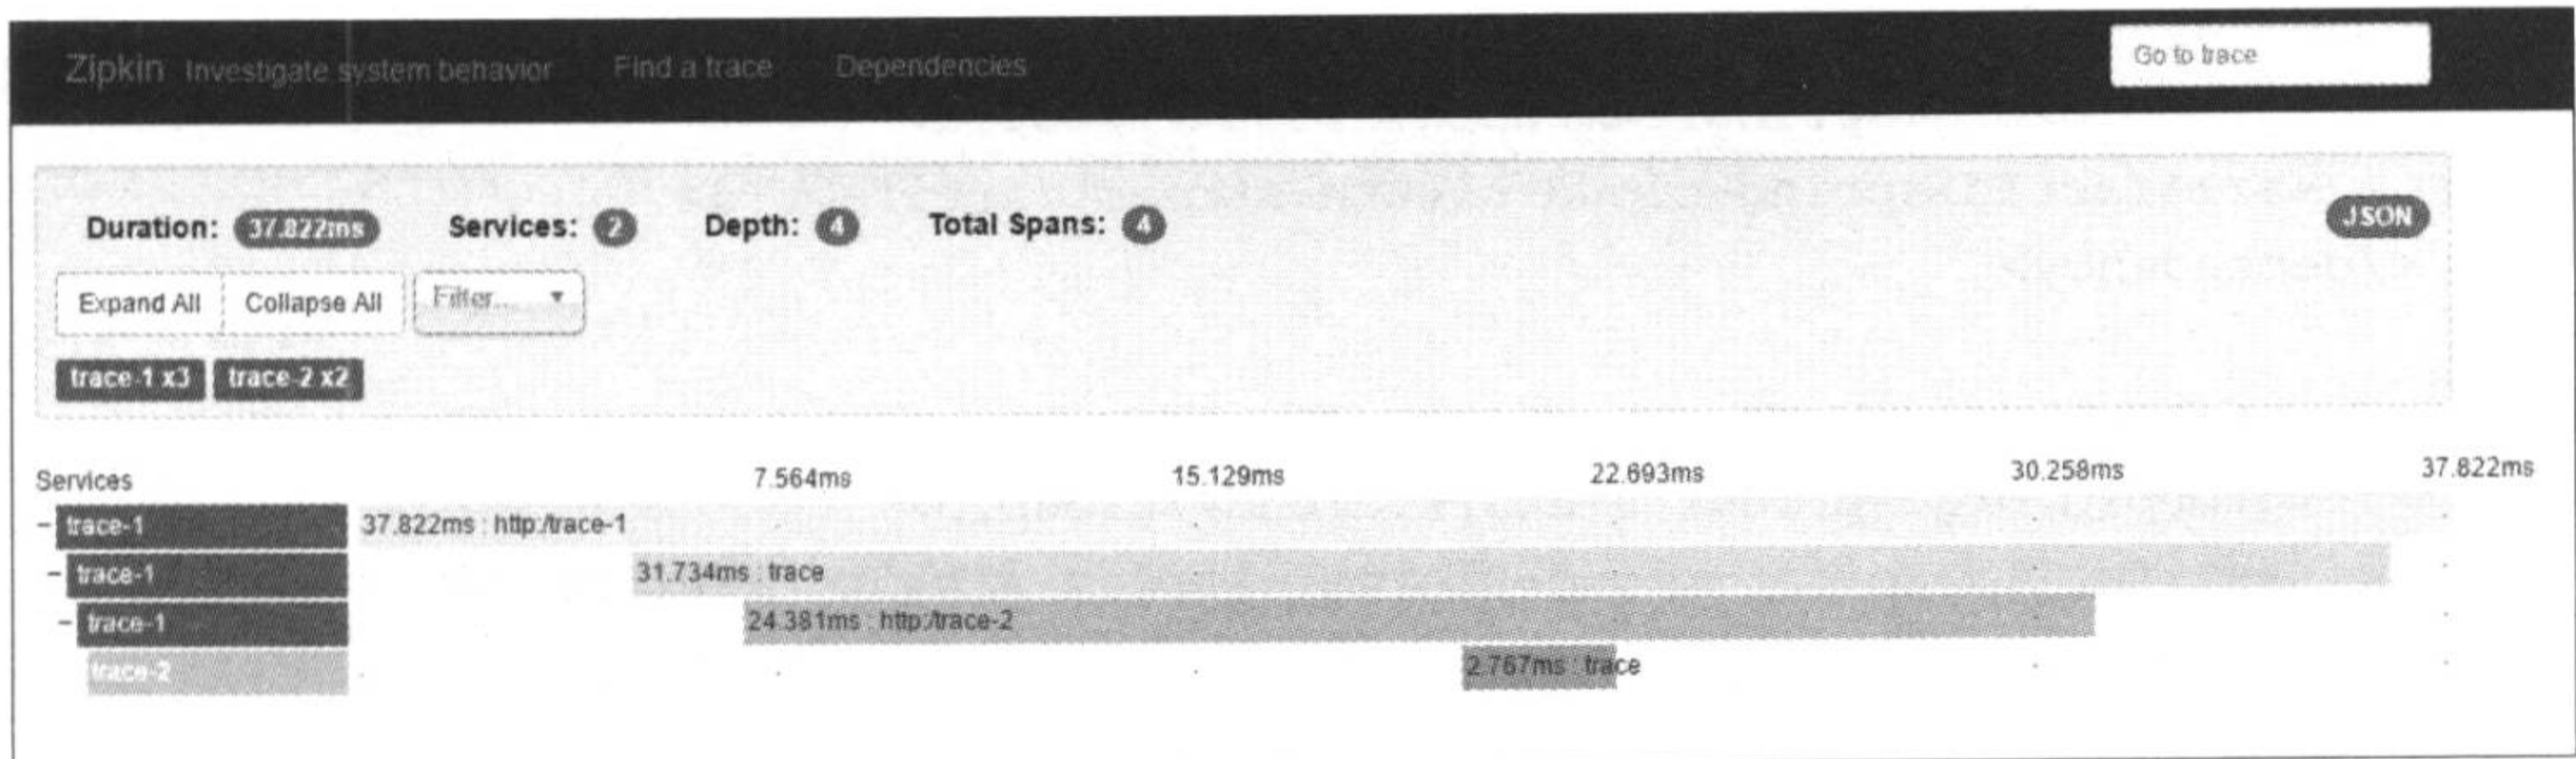 Zipkin Investigate system behavior Find a trace Dependencies Go to trace
Duration: 37.822ms Services: 2 Depth: 4 Total Spans: 4 JSON
Expand All Collapse All Filter...
trace-1 x3 trace-2 x2
Services 7.564ms 15.129ms 22.693ms 30.258ms 37.822ms
trace-1 37.822ms : http:/trace-1
trace-1 31.734ms : trace
trace-1 24.381ms : http:/trace-2
trace-2 2.767ms : trace